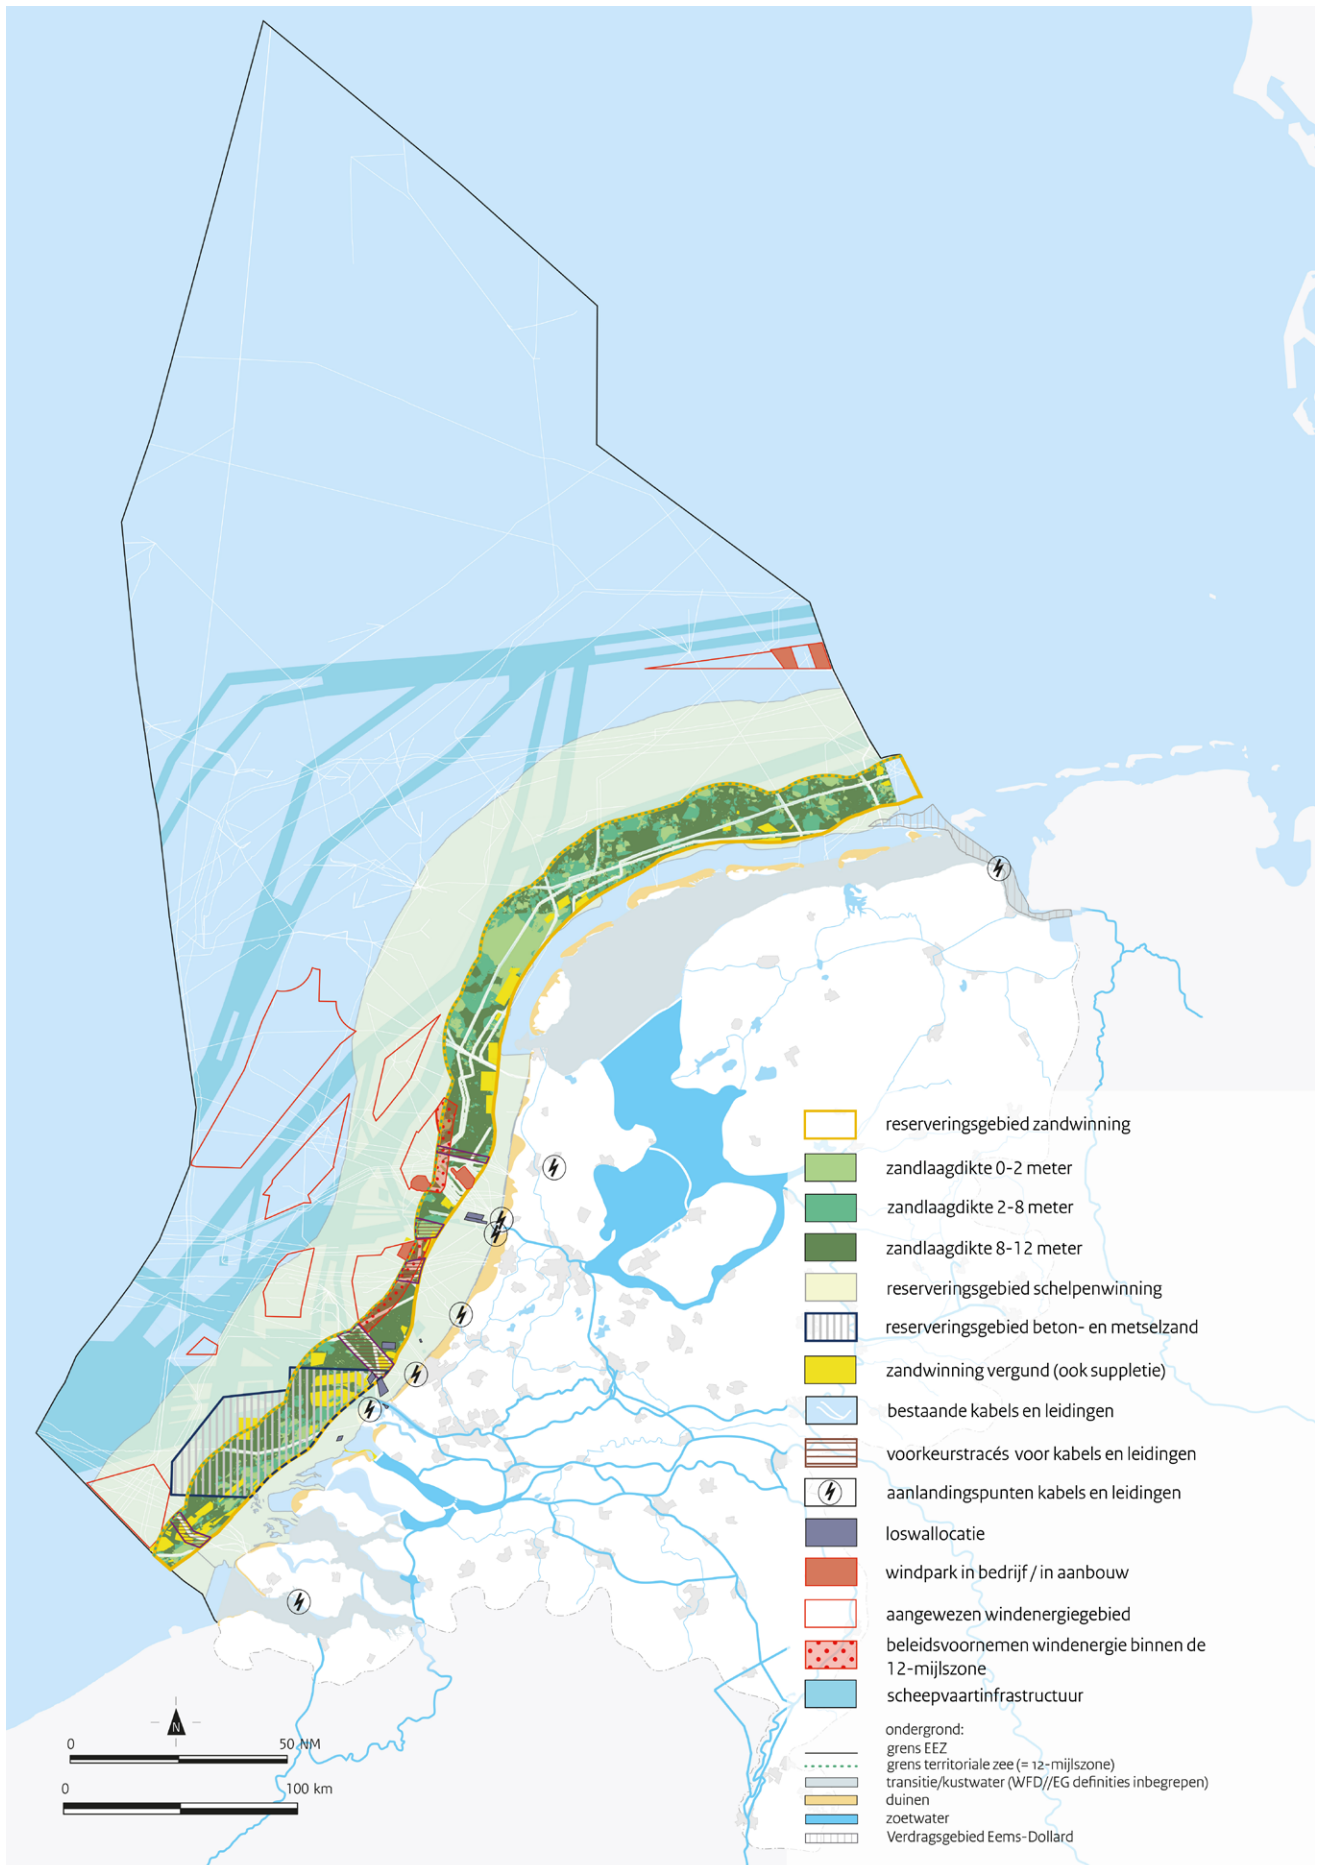 reserveringsgebied zandwinning
zandlaagdikte 0-2 meter
zandlaagdikte 2-8 meter
zandlaagdikte 8-12 meter
reserveringsgebied schelpenwinning
reserveringsgebied beton- en metselzand
zandwinning vergund (ook suppletie)
bestaande kabels en leidingen
voorkeurstracés voor kabels en leidingen
aanlandingspunten kabels en leidingen
loswallocatie
windpark in bedrijf / in aanbouw
aangewezen windenergiegebied
beleidsvoornemen windenergie binnen de
12-mijlszone
scheepvaartinfrastructuur
ondergrond:
grens EEZ
grens territoriale zee (= 12-mijlszone)
transitie/kustwater (WFD//EG definities inbegrepen)
duinen
zoetwater
Verdragsgebied Eems-Dollard
N
0 50 NM
0 100 km